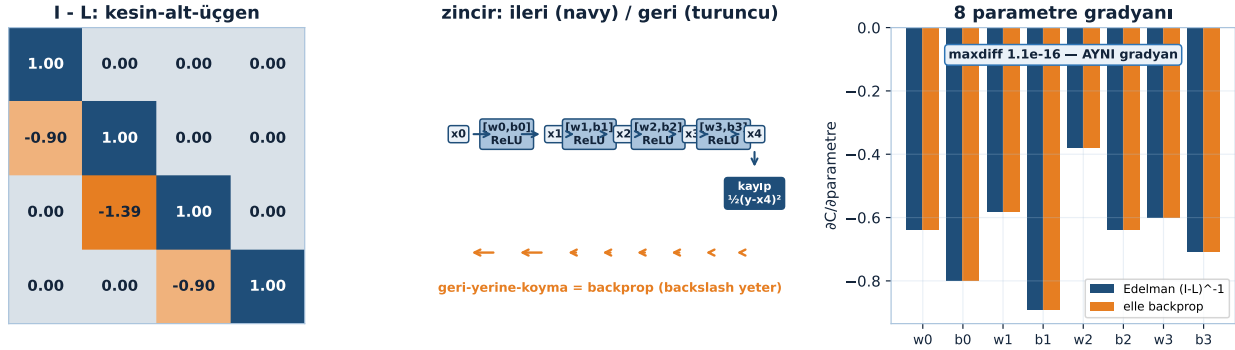 I - L: kesin-alt-üçgen
1.00 0.00 0.00 0.00
-0.90 1.00 0.00 0.00
0.00 -1.39 1.00 0.00
0.00 0.00 -0.90 1.00
zincir: ileri (navy) / geri (turuncu)
x0
[w0,b0]
ReLU
x1
[w1,b1]
ReLU
x2
[w2,b2]
ReLU
x3
[w3,b3]
ReLU
x4
kayıp
½(y-x4)²
geri-yerine-koyma = backprop (backslash yeter)
8 parametre gradyanı
maxdiff 1.1e-16 — AYNI gradyan
∂C/∂parametre
0.0
−0.2
−0.4
−0.6
−0.8
Edelman (I-L)^-1
elle backprop
w0 b0 w1 b1 w2 b2 w3 b3